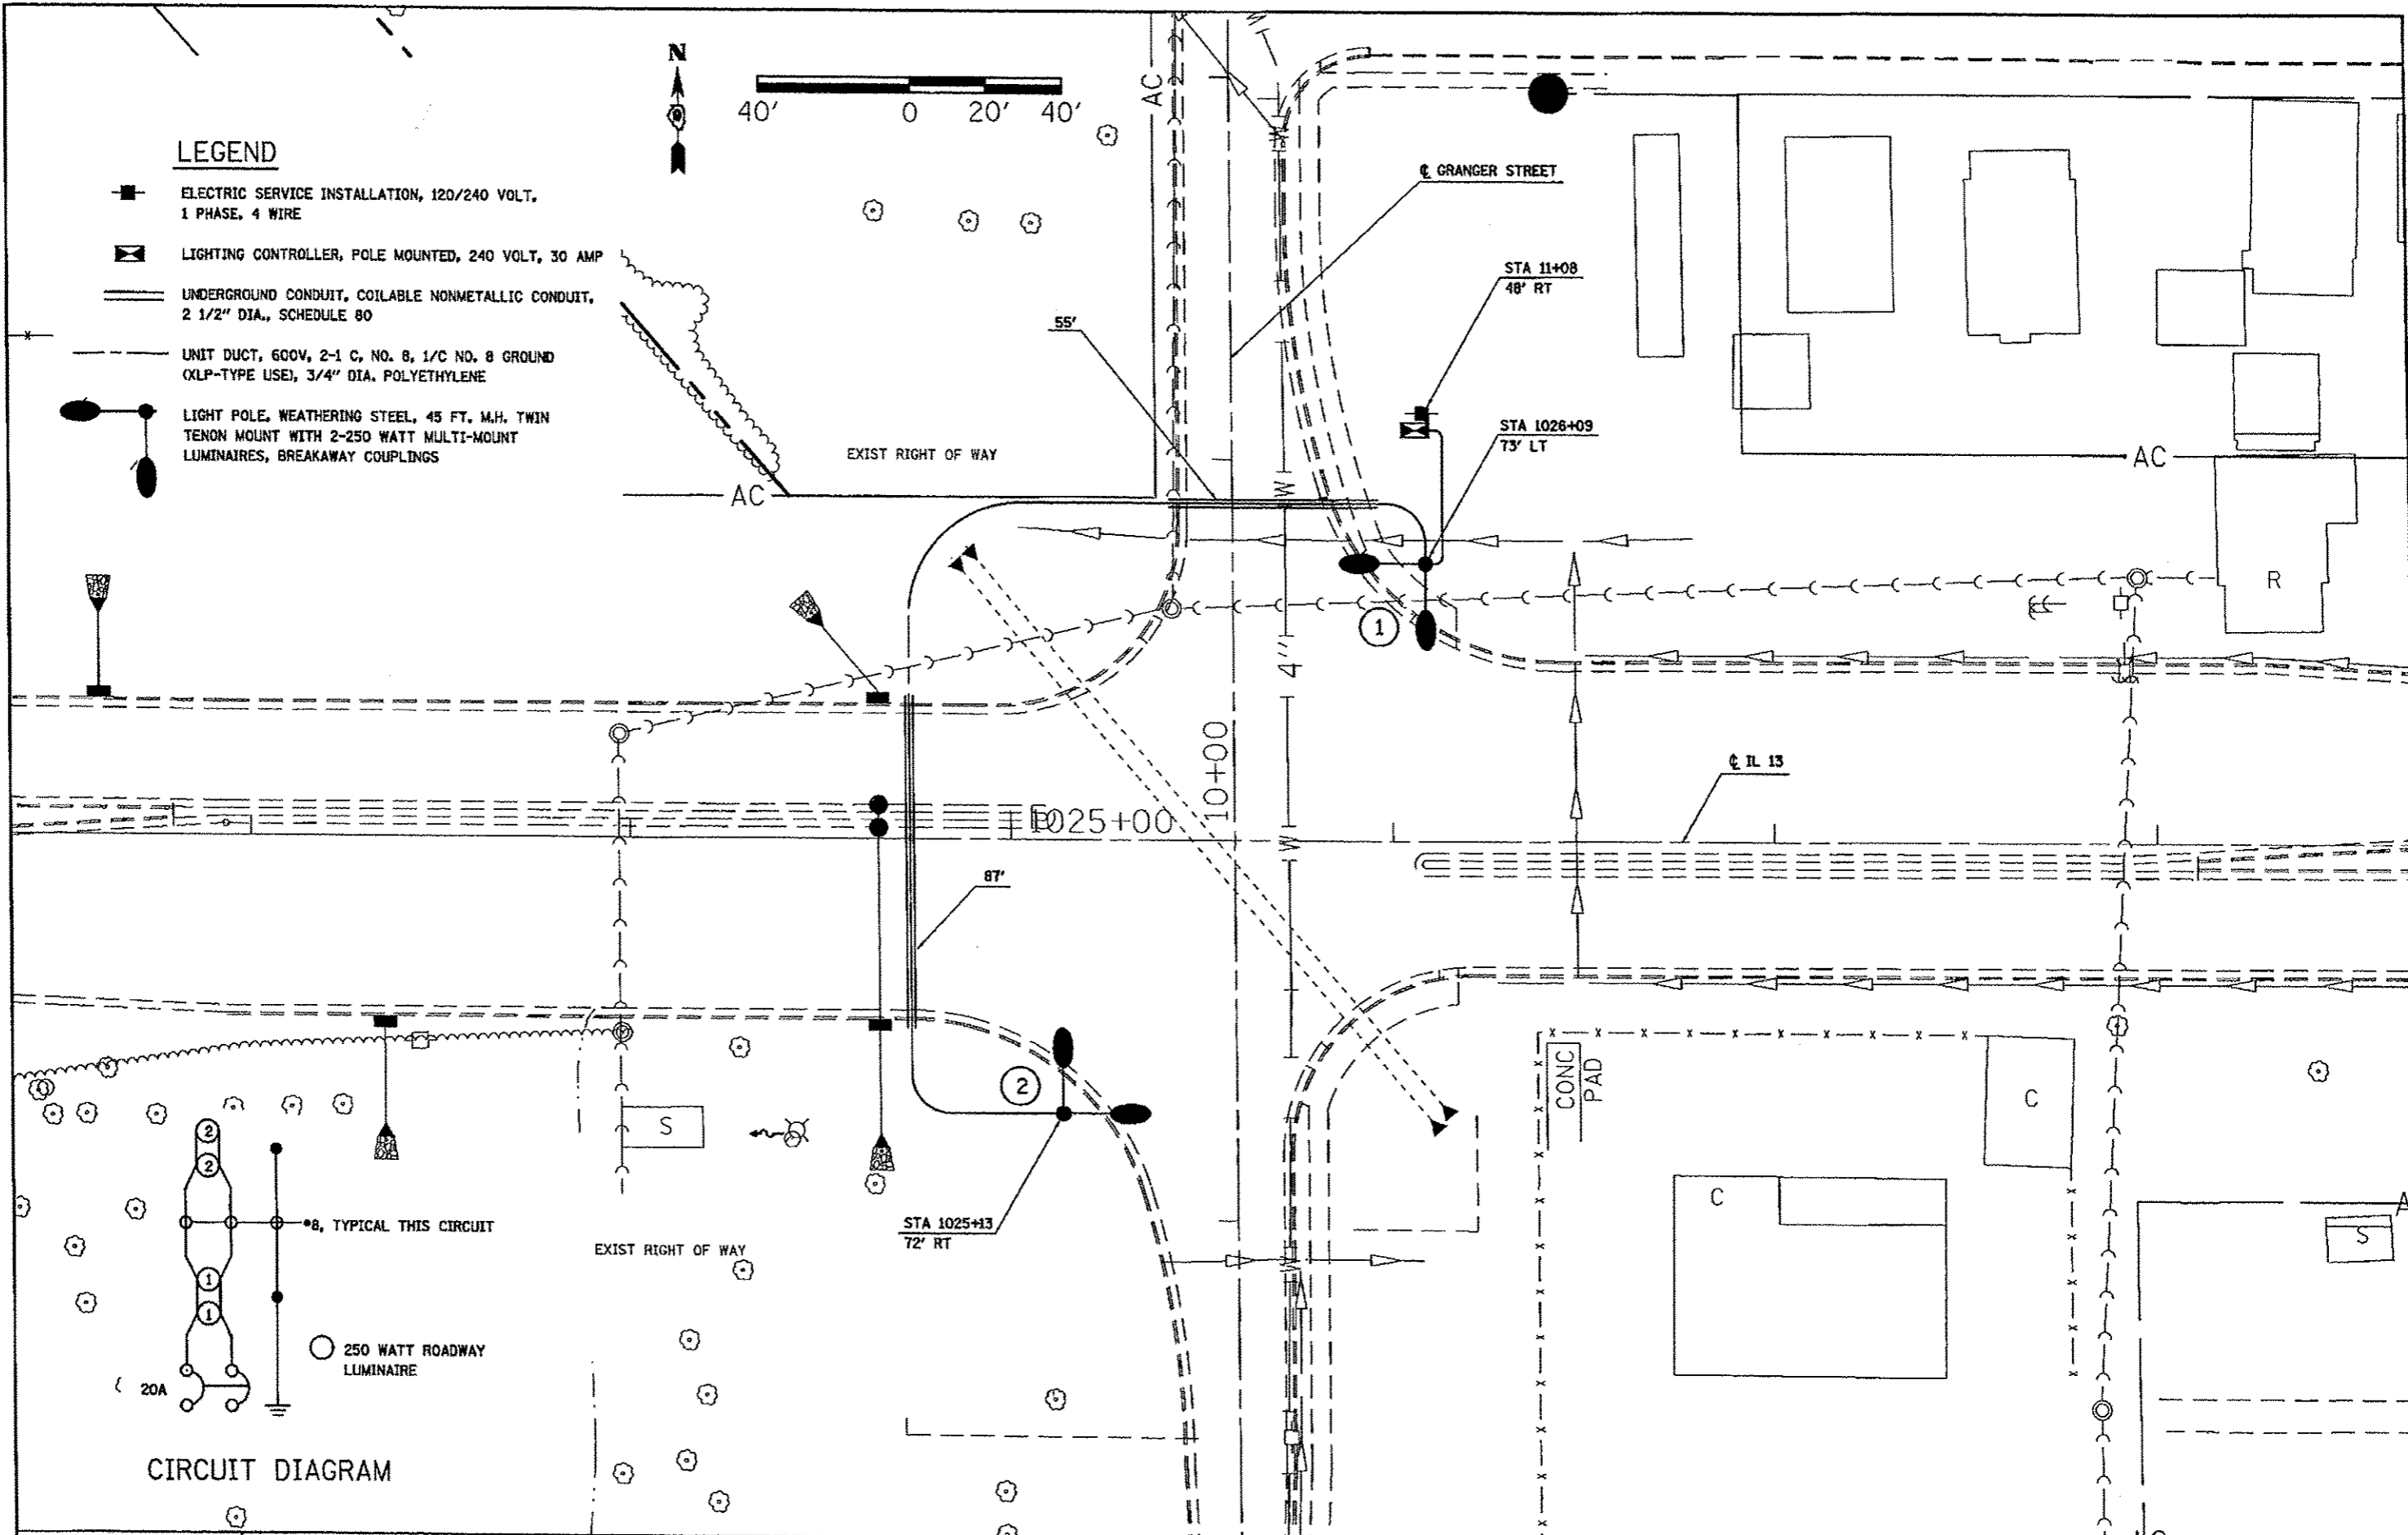 N
40' 0 20' 40'
LEGEND
ELECTRIC SERVICE INSTALLATION, 120/240 VOLT,
1 PHASE, 4 WIRE
LIGHTING CONTROLLER, POLE MOUNTED, 240 VOLT, 30 AMP
UNDERGROUND CONDUIT, COILABLE NONMETALLIC CONDUIT,
2 1/2" DIA., SCHEDULE 80
UNIT DUCT, 600V, 2-1 C, NO. 8, 1/C NO. 8 GROUND
(XLP-TYPE USE), 3/4" DIA. POLYETHYLENE
LIGHT POLE, WEATHERING STEEL, 45 FT. M.H. TWIN
TENON MOUNT WITH 2-250 WATT MULTI-MOUNT
LUMINAIRES, BREAKAWAY COUPLINGS
AC
W
W
℄ GRANGER STREET
STA 11+08
48' RT
55'
STA 1026+09
73' LT
EXIST RIGHT OF WAY
AC
AC
W
R
1
4"
10+00
℄ IL 13
1025+00
W
87'
2
CONC
PAD
C
S
C
S
STA 1025+13
72' RT
EXIST RIGHT OF WAY
W
2
2
#8, TYPICAL THIS CIRCUIT
1
1
250 WATT ROADWAY
LUMINAIRE
20A
CIRCUIT DIAGRAM